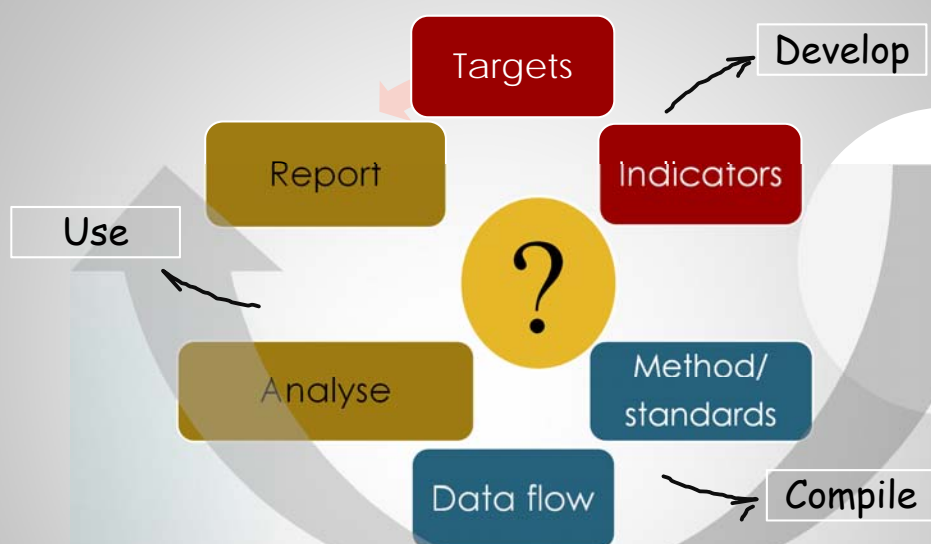 Targets
Develop
Report
Indicators
Use
?
Analyse
Method/
standards
Data flow
Compile